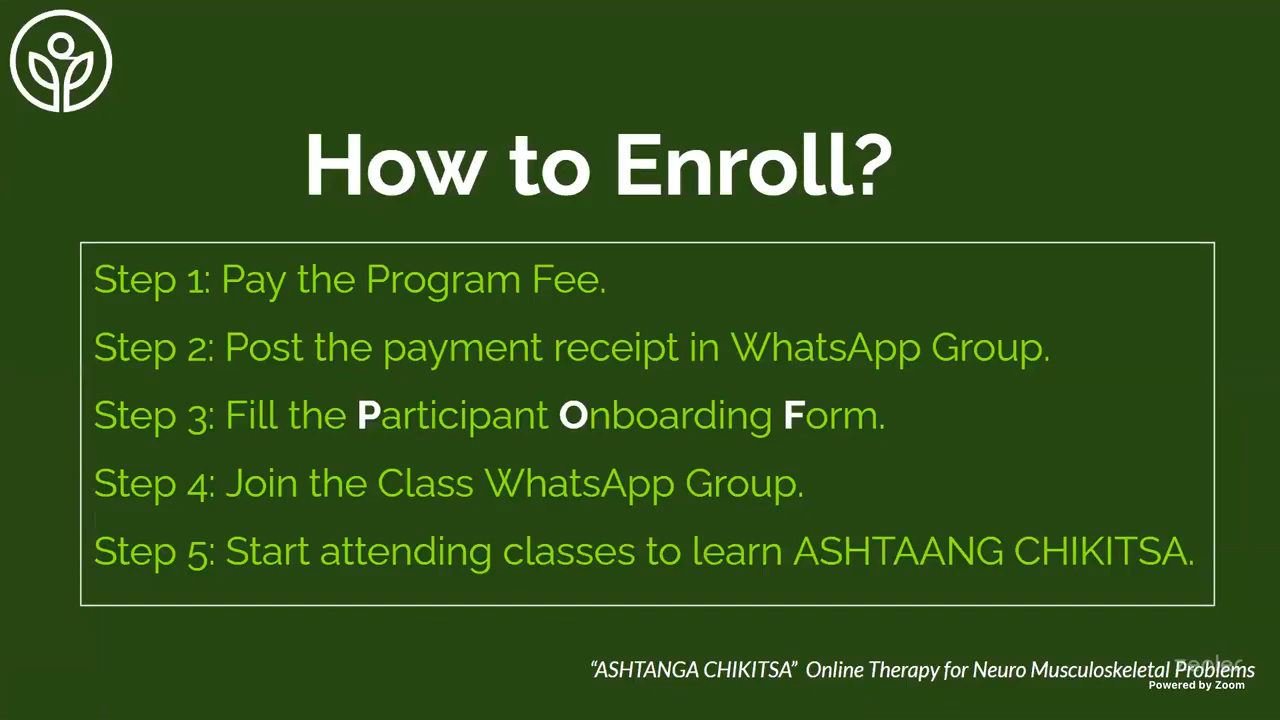 How to Enroll?
Step 1: Pay the Program Fee.
Step 2: Post the payment receipt in WhatsApp Group.
Step 3: Fill the Participant Onboarding Form.
Step 4: Join the Class WhatsApp Group.
Step 5: Start attending classes to learn ASHTAANG CHIKITSA.
“ASHTANGA CHIKITSA” Online Therapy for Neuro Musculoskeletal Problems
Powered by Zoom